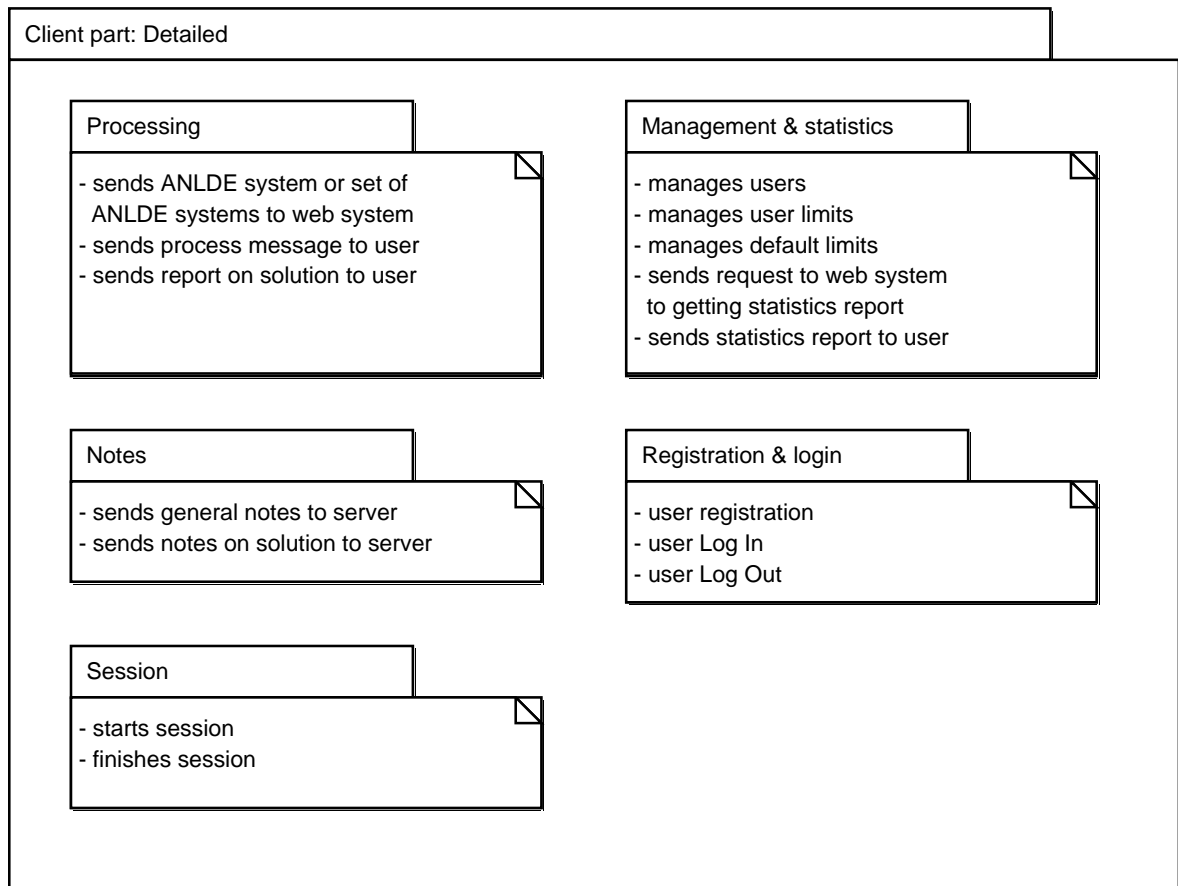 Client part: Detailed
Processing
- sends ANLDE system or set of
ANLDE systems to web system
- sends process message to user
- sends report on solution to user
Management & statistics
- manages users
- manages user limits
- manages default limits
- sends request to web system
to getting statistics report
- sends statistics report to user
Notes
- sends general notes to server
- sends notes on solution to server
Registration & login
- user registration
- user Log In
- user Log Out
Session
- starts session
- finishes session